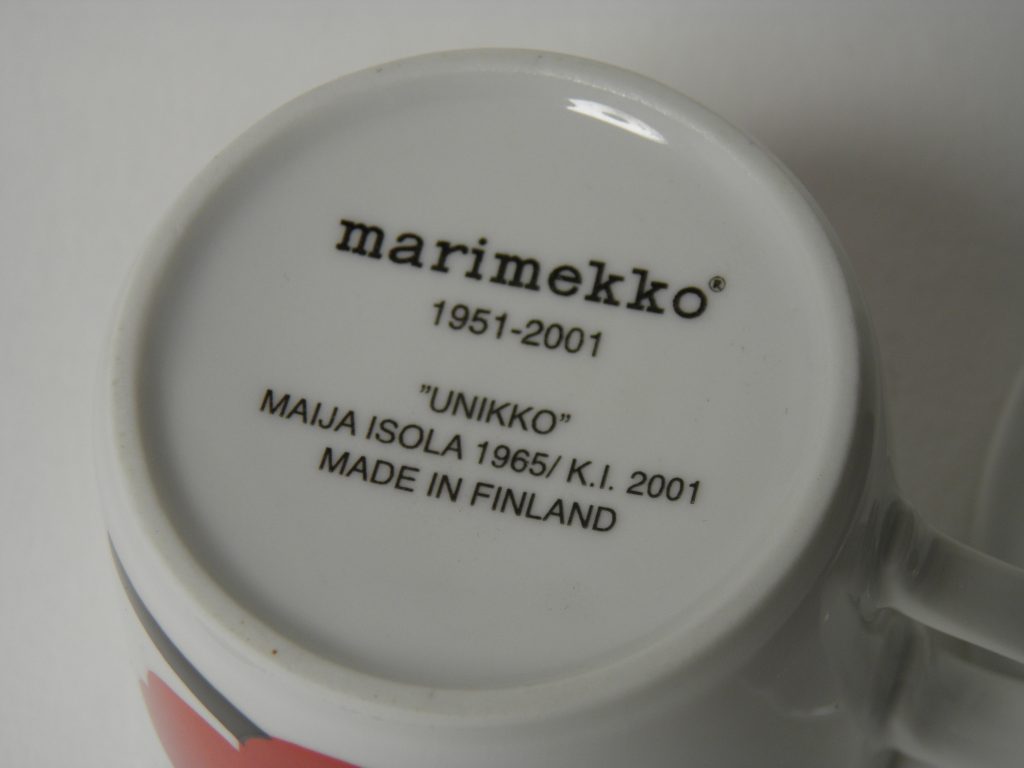 marimekko®
1951-2001
”UNIKKO”
MAIJA ISOLA 1965/ K.I. 2001
MADE IN FINLAND